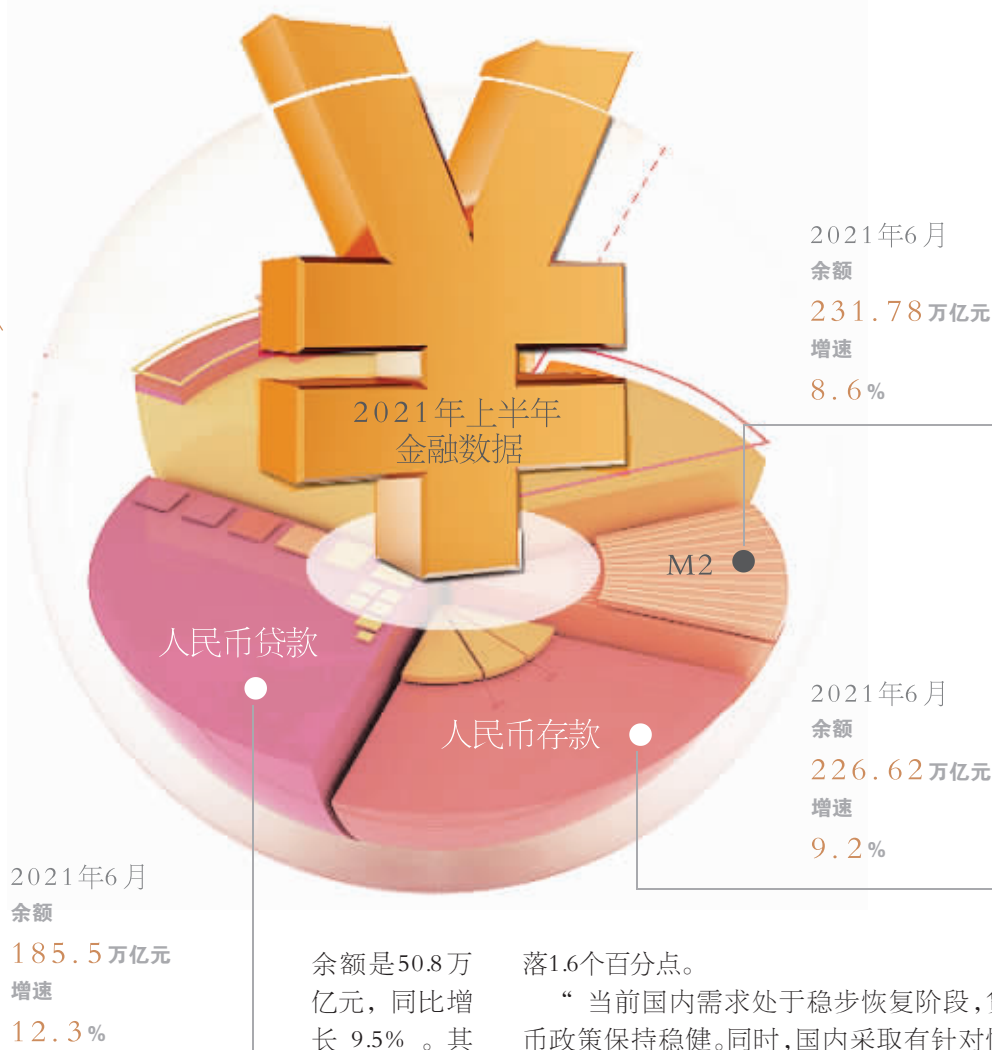 2021年6月
余额
231.78万亿元
增速
8.6%
2021年上半年
金融数据
M2
人民币贷款
人民币存款
2021年6月
余额
226.62万亿元
增速
9.2%
2021年6月
余额
185.5万亿元
增速
12.3%
余额是50.8万
亿元，同比增
长 9.5% 。其
落1.6个百分点。
“ 当前国内需求处于稳步恢复阶段，
币政策保持稳健。同时，国内采取有针对